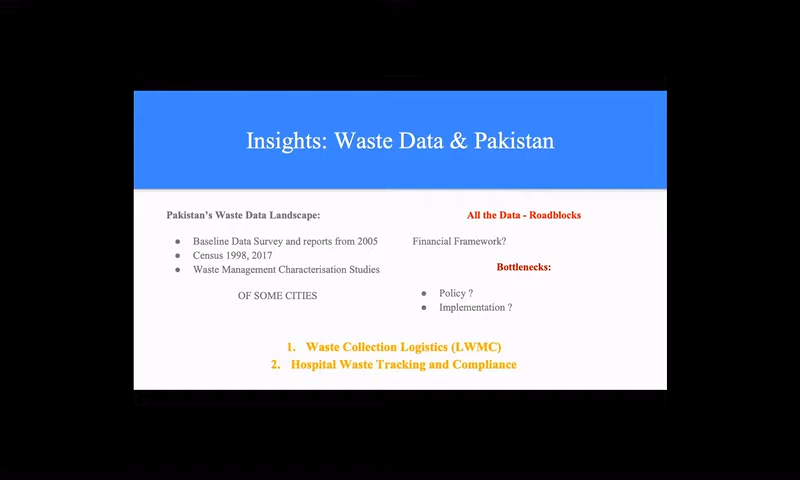 Insights: Waste Data & Pakistan
Pakistan's Waste Data Landscape:
● Baseline Data Survey and reports from 2005
● Census 1998, 2017
● Waste Management Characterisation Studies
OF SOME CITIES
All the Data - Roadblocks
Financial Framework?
Bottlenecks:
● Policy ?
● Implementation ?
1. Waste Collection Logistics (LWMC)
2. Hospital Waste Tracking and Compliance